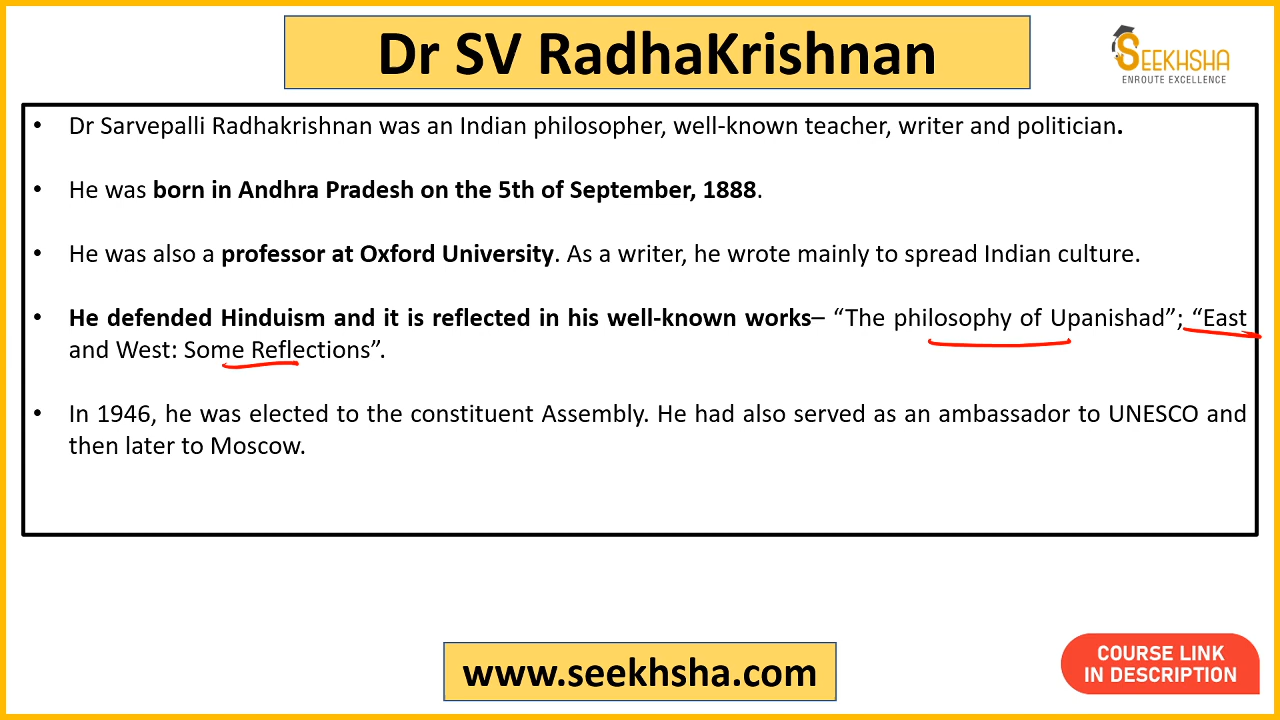 Dr SV RadhaKrishnan
SEEKHSHA
ENROUTE EXCELLENCE
• Dr Sarvepalli Radhakrishnan was an Indian philosopher, well-known teacher, writer and politician.
• He was born in Andhra Pradesh on the 5th of September, 1888.
• He was also a professor at Oxford University. As a writer, he wrote mainly to spread Indian culture.
• He defended Hinduism and it is reflected in his well-known works– “The philosophy of Upanishad”; “East
and West: Some Reflections”.
• In 1946, he was elected to the constituent Assembly. He had also served as an ambassador to UNESCO and
then later to Moscow.
www.seekhsha.com
COURSE LINK
IN DESCRIPTION